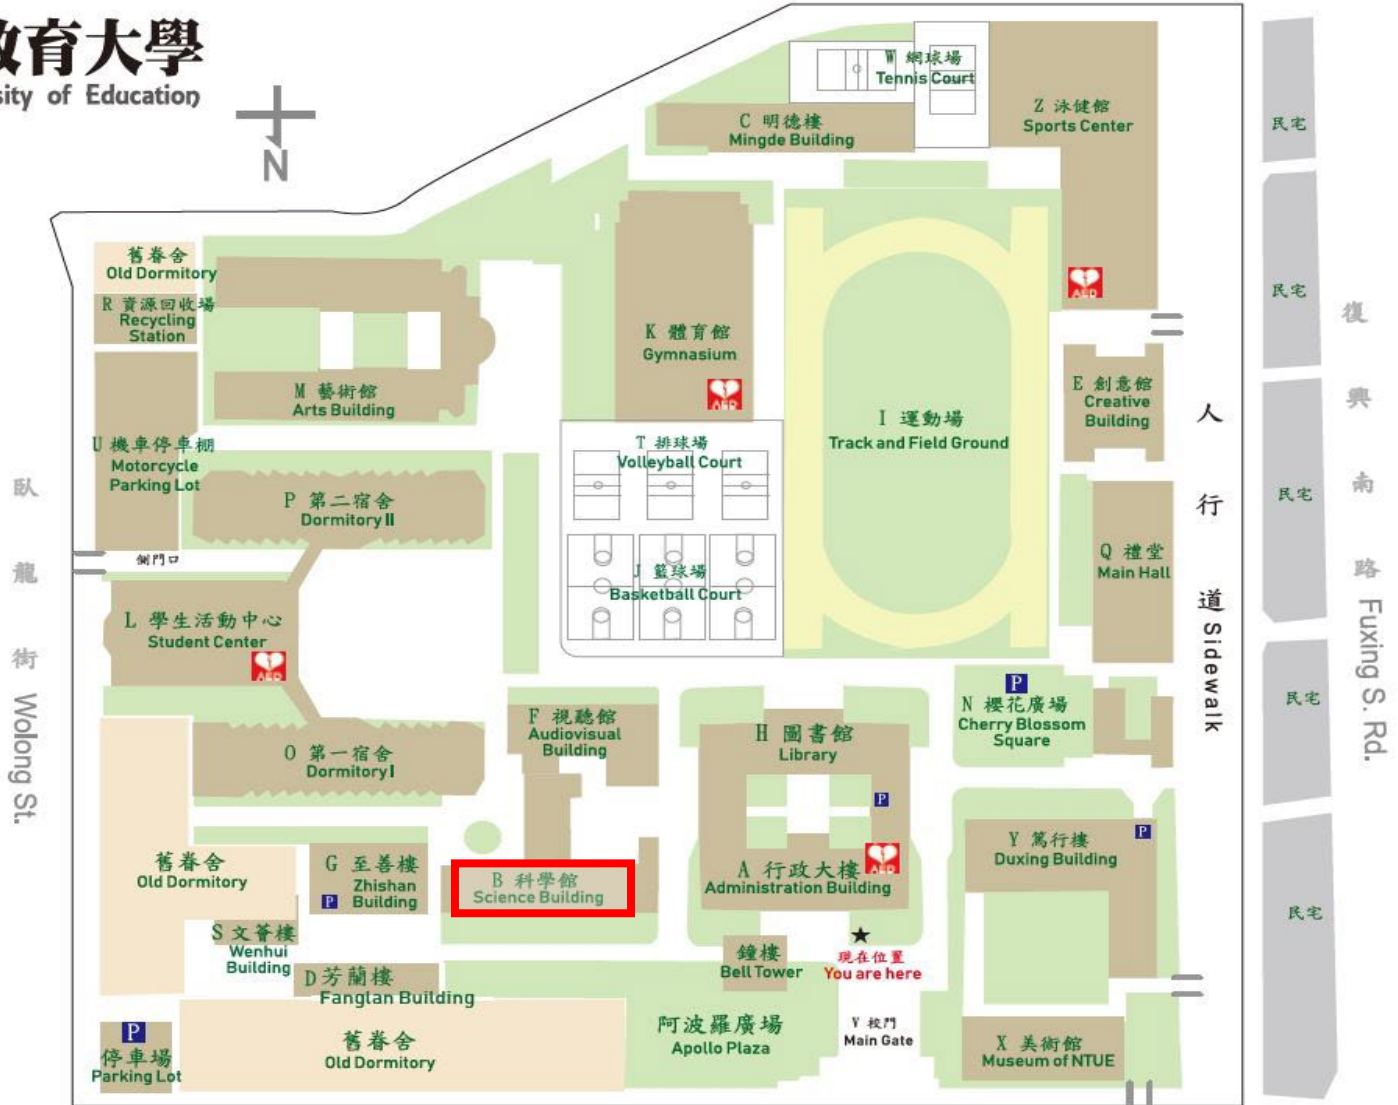 教育大學
sity of Education
N
W 網球場
Tennis Court
C 明德樓
Mingde Building
Z 泳健館
Sports Center
民宅
舊眷舍
Old Dormitory
R 資源回收場
Recycling
Station
AED
民宅
K 體育館
Gymnasium
AED
M 藝術館
Arts Building
E 創意館
Creative
Building
I 運動場
Track and Field Ground
U 機車停車棚
Motorcycle
Parking Lot
T 排球場
Volleyball Court
P 第二宿舍
Dormitory II
民宅
側門口
Q 禮堂
Main Hall
J 籃球場
Basketball Court
L 學生活動中心
Student Center
AED
人行道 Sidewalk
復興南路 Fuxing S. Rd.
臥龍街 Wolong St.
P
N 櫻花廣場
Cherry Blossom
Square
民宅
F 視聽館
Audiovisual
Building
H 圖書館
Library
P
O 第一宿舍
Dormitory I
Y 篤行樓
Duxing Building
P
舊眷舍
Old Dormitory
G 至善樓
Zhishan
Building
P
B 科學館
Science Building
A 行政大樓
Administration Building
AED
民宅
S 文薈樓
Wenhui
Building
鐘樓
Bell Tower
★
現在位置
You are here
D 芳蘭樓
Fanglan Building
P
停車場
Parking Lot
舊眷舍
Old Dormitory
阿波羅廣場
Apollo Plaza
V 校門
Main Gate
X 美術館
Museum of NTUE